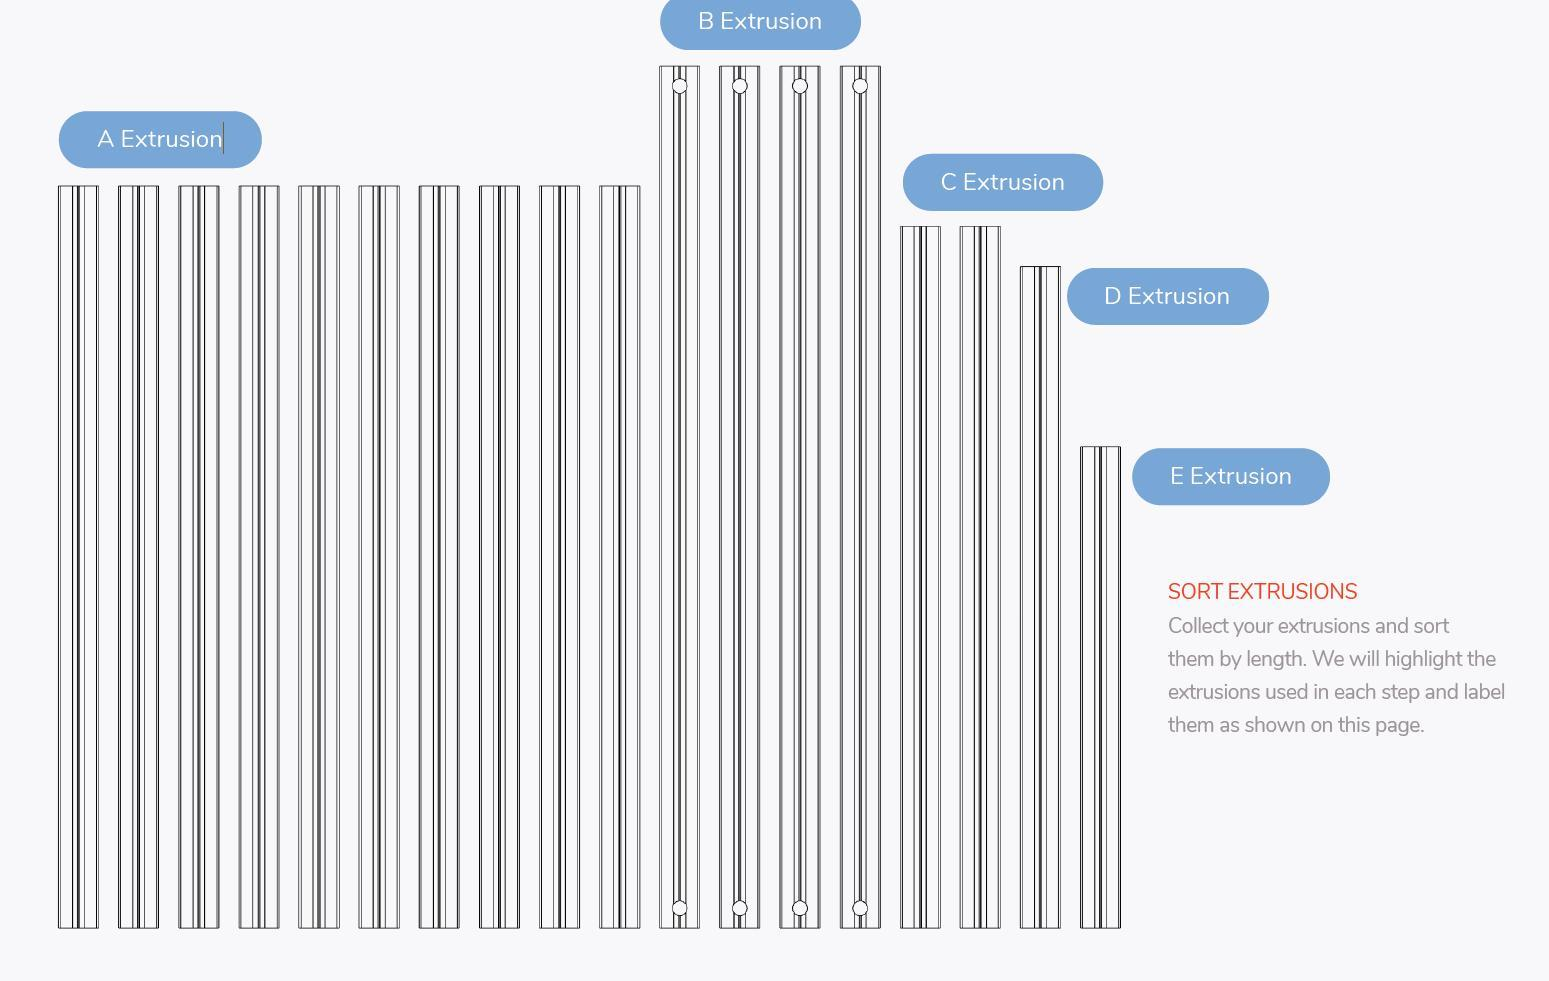 B Extrusion
A Extrusion
C Extrusion
D Extrusion
E Extrusion
SORT EXTRUSIONS
Collect your extrusions and sort
them by length. We will highlight the
extrusions used in each step and label
them as shown on this page.